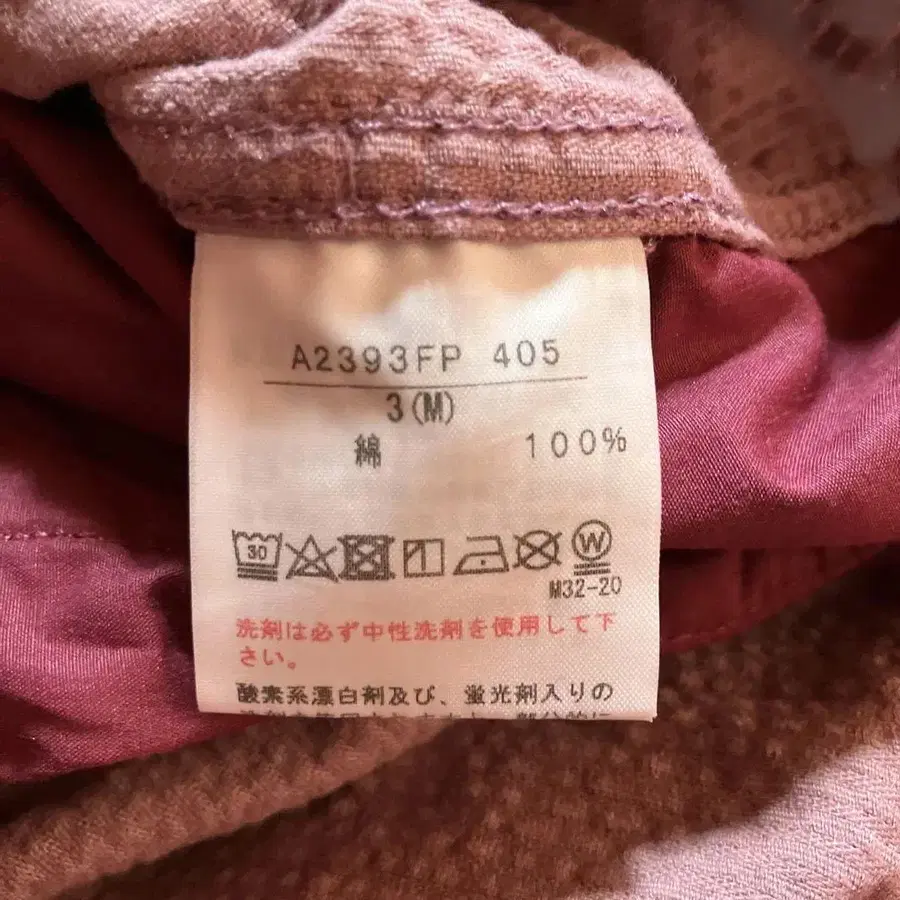 A2393FP 405
3(M)
綿 100%
30
W
M32-20
洗剤は必ず中性洗剤を使用して下
さい。
酸素系漂白剤及び、蛍光剤入りの